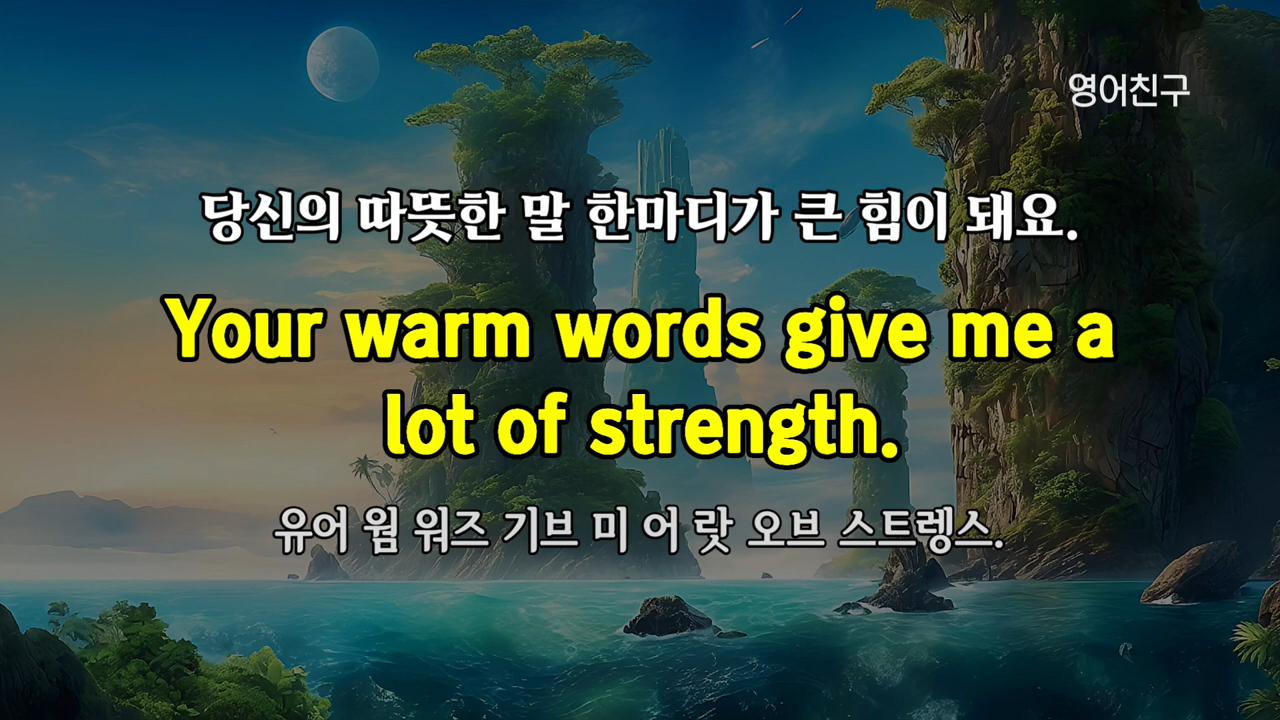 영어친구
당신의 따뜻한 말 한마디가 큰 힘이 돼요.
Your warm words give me a
lot of strength.
유어 웜 워즈 기브 미 어 랏 오브 스트렝스.